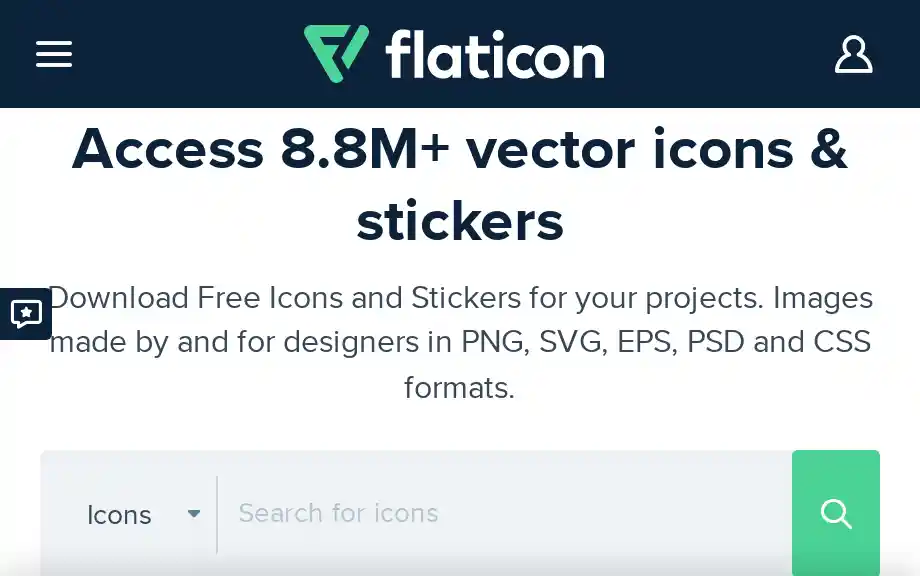 flaticon
Access 8.8M+ vector icons &
stickers
Download Free Icons and Stickers for your projects. Images
made by and for designers in PNG, SVG, EPS, PSD and CSS
formats.
Icons
Search for icons